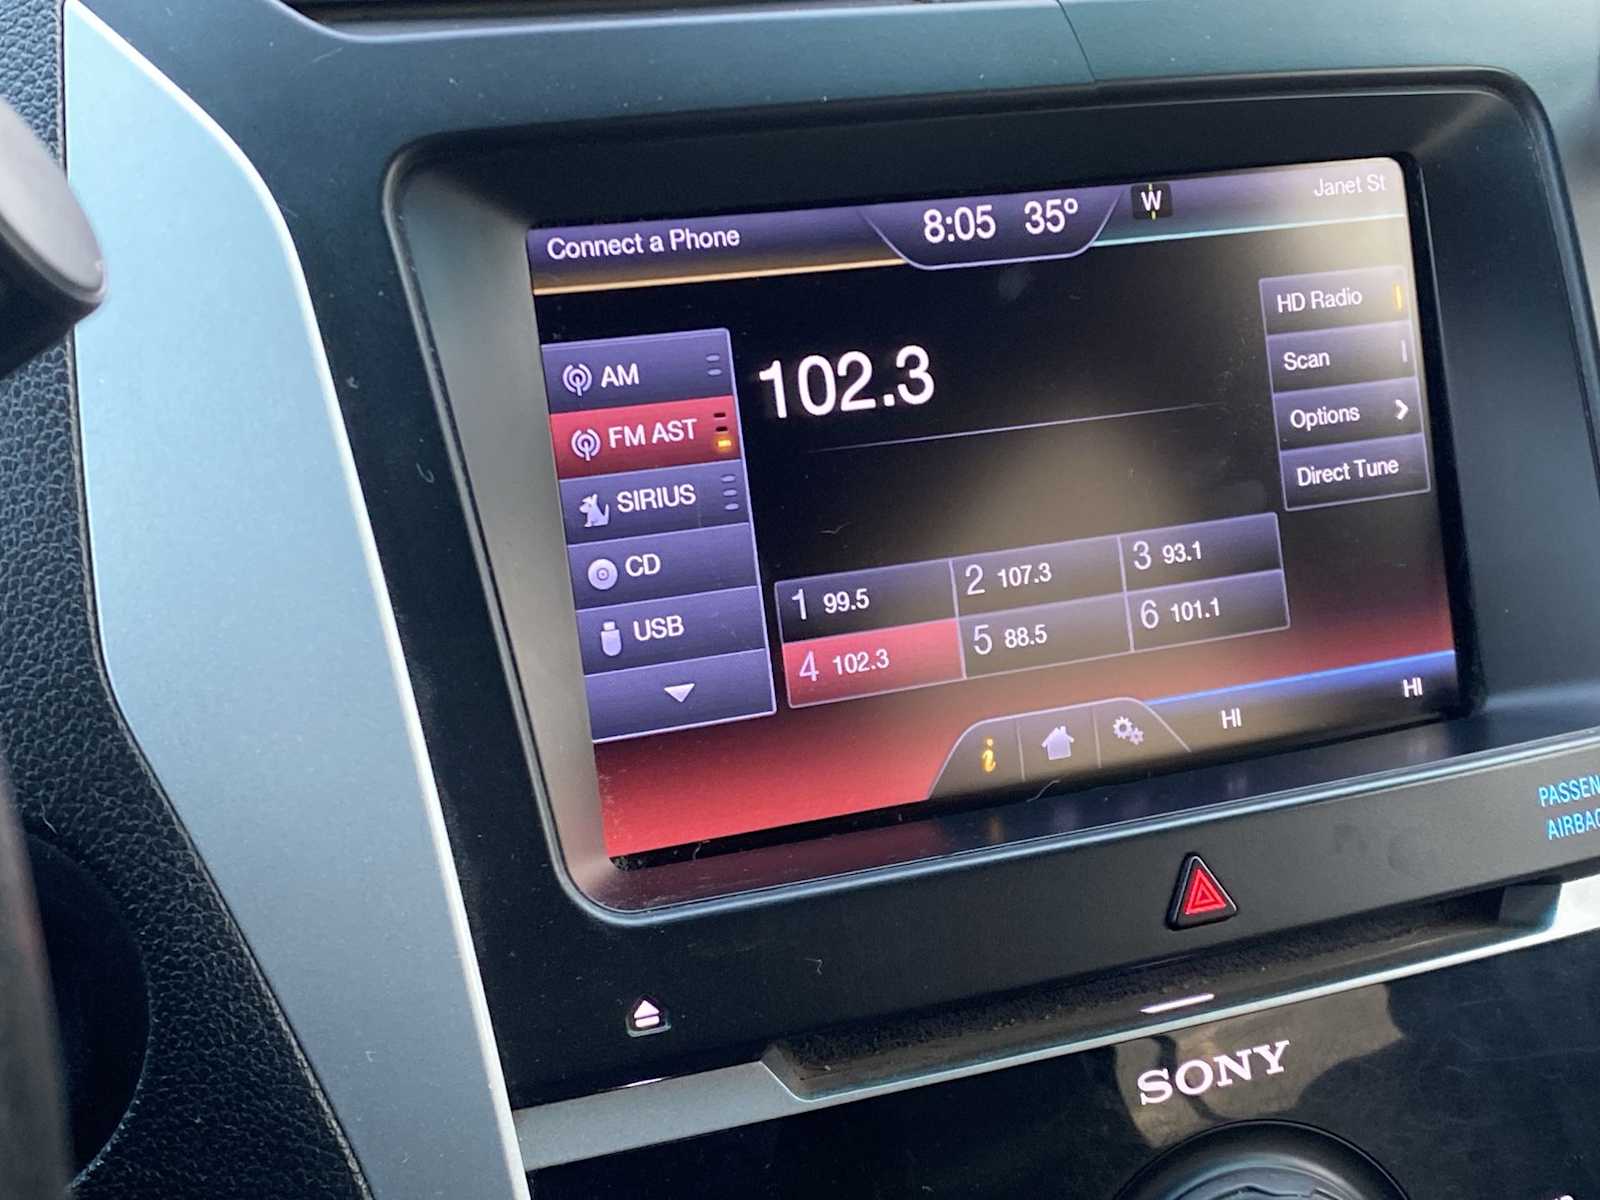 Connect a Phone
8:05 35°
W
Janet St
AM
FM AST
SIRIUS
CD
USB
102.3
HD Radio
Scan
Options
Direct Tune
1 99.5
2 107.3
3 93.1
4 102.3
5 88.5
6 101.1
i
HI
HI
PASSEN
AIRBAG
SONY